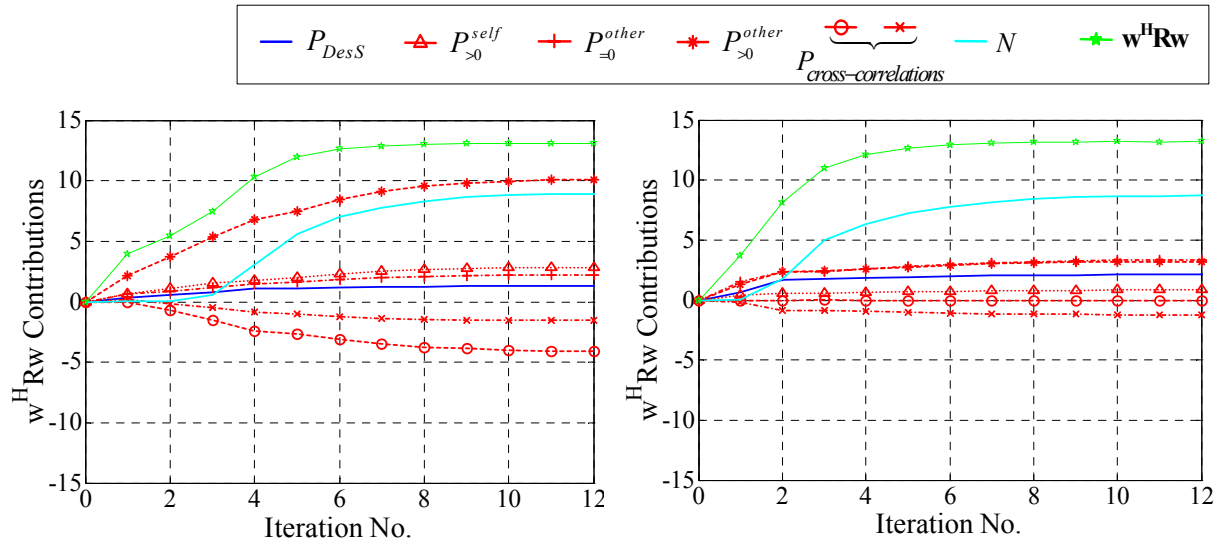 P_DesS P^self_>0 P^other_=0 P^other_>0 P_cross−correlations N w^H Rw
15
10
5
0
-5
-10
-15
0 2 4 6 8 10 12
w^H Rw Contributions
Iteration No.
15
10
5
0
-5
-10
-15
0 2 4 6 8 10 12
w^H Rw Contributions
Iteration No.